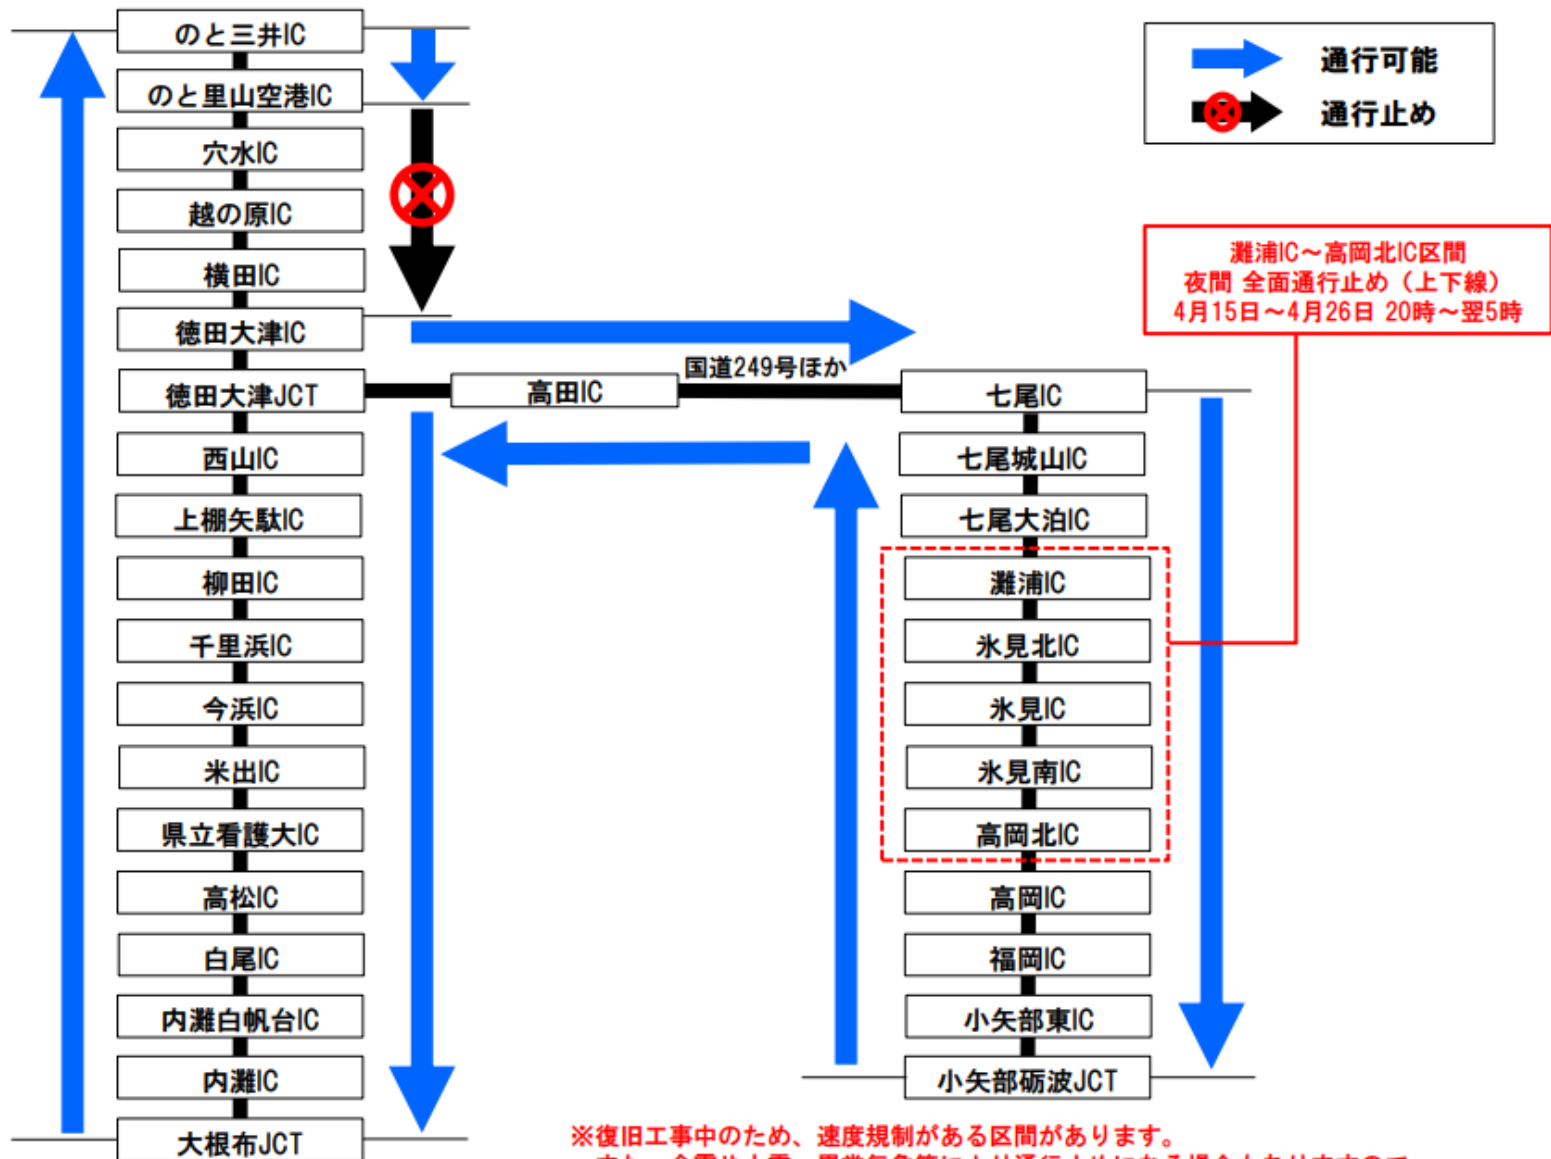 のと三井IC
のと里山空港IC
穴水IC
越の原IC
横田IC
徳田大津IC
徳田大津JCT
西山IC
上棚矢駄IC
柳田IC
千里浜IC
今浜IC
米出IC
県立看護大IC
高松IC
白尾IC
内灘白帆台IC
内灘IC
大根布JCT
高田IC
国道249号ほか
七尾IC
七尾城山IC
七尾大泊IC
灘浦IC
氷見北IC
氷見IC
氷見南IC
高岡北IC
高岡IC
福岡IC
小矢部東IC
小矢部砺波JCT
通行可能
通行止め
灘浦IC～高岡北IC区間
夜間 全面通行止め（上下線）
4月15日～4月26日 20時～翌5時
※復旧工事中のため、速度規制がある区間があります。